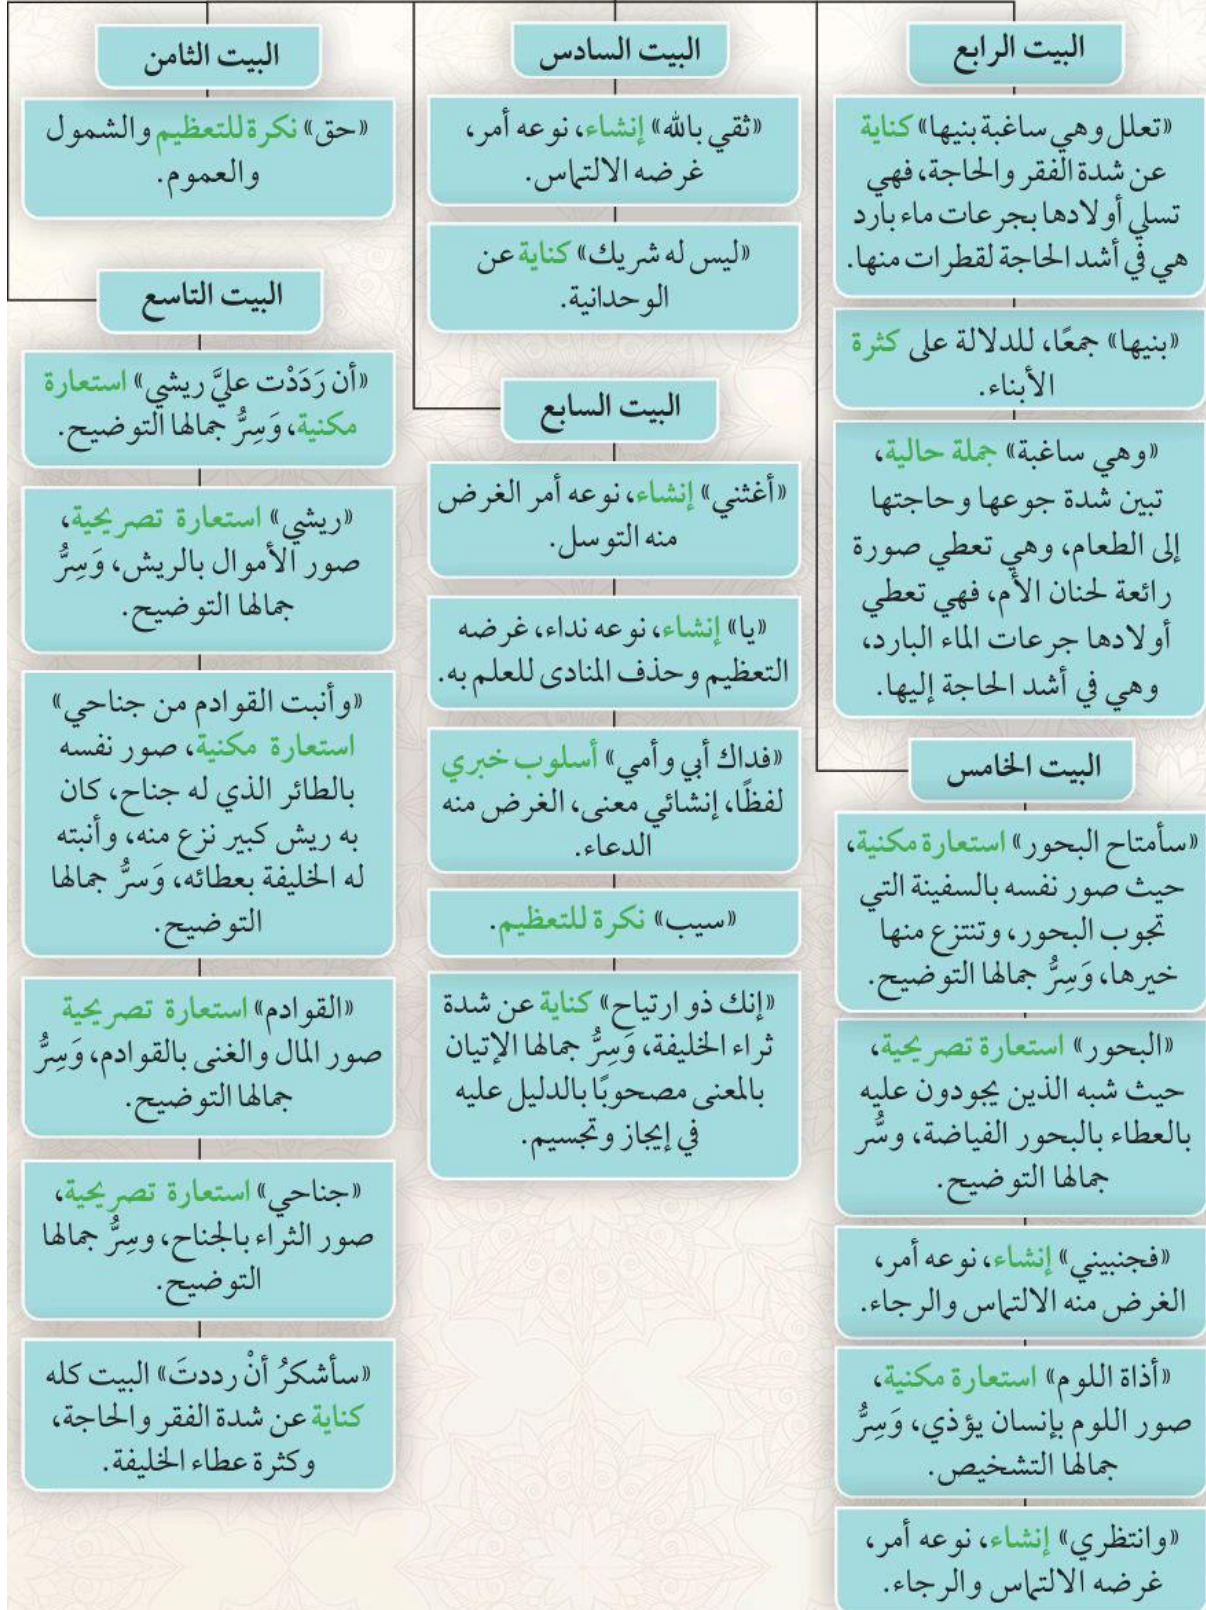 البيت الرابع
«تعلل وهي ساغبة بنيها» كناية
عن شدة الفقر والحاجة، فهي
تسلي أولادها بجرعات ماء بارد
هي في أشد الحاجة لقطرات منها.
«بنيها» جمعًا، للدلالة على كثرة
الأبناء.
«وهي ساغبة» جملة حالية،
تبين شدة جوعها وحاجتها
إلى الطعام، وهي تعطي صورة
رائعة لحنان الأم، فهي تعطي
أولادها جرعات الماء البارد،
وهي في أشد الحاجة إليها.
البيت الخامس
«سأمتاح البحور» استعارة مكنية،
حيث صور نفسه بالسفينة التي
تجوب البحور، وتنتزع منها
خيرها، وَسِرُّ جمالها التوضيح.
«البحور» استعارة تصريحية،
حيث شبه الذين يجودون عليه
بالعطاء بالبحور الفياضة، وسُّر
جمالها التوضيح.
«فجنبيني» إنشاء، نوعه أمر،
الغرض منه الالتماس والرجاء.
«أذاة اللوم» استعارة مكنية،
صور اللوم بإنسان يؤذي، وَسِرُّ
جمالها التشخيص.
«وانتظري» إنشاء، نوعه أمر،
غرضه الالتماس والرجاء.
البيت السادس
«ثقي بالله» إنشاء، نوعه أمر،
غرضه الالتماس.
«ليس له شريك» كناية عن
الوحدانية.
البيت السابع
«أغثني» إنشاء، نوعه أمر الغرض
منه التوسل.
«يا» إنشاء، نوعه نداء، غرضه
التعظيم وحذف المنادى للعلم به.
«فداك أبي وأمي» أسلوب خبري
لفظًا، إنشائي معنى، الغرض منه
الدعاء.
«سيب» نكرة للتعظيم.
«إنك ذو ارتياح» كناية عن شدة
ثراء الخليفة، وَسِرُّ جمالها الإتيان
بالمعنى مصحوبًا بالدليل عليه
في إيجاز وتجسيم.
البيت الثامن
«حق» نكرة للتعظيم والشمول
والعموم.
البيت التاسع
«أن رَدَدْت عليَّ ريشي» استعارة
مكنية، وَسِرُّ جمالها التوضيح.
«ريشي» استعارة تصريحية،
صور الأموال بالريش، وَسِرُّ
جمالها التوضيح.
«وأنبت القوادم من جناحي»
استعارة مكنية، صور نفسه
بالطائر الذي له جناح، كان
به ريش كبير نزع منه، وأنبته
له الخليفة بعطائه، وَسرُّ جمالها
التوضيح.
«القوادم» استعارة تصريحية
صور المال والغنى بالقوادم، وَسِرُّ
جمالها التوضيح.
«جناحي» استعارة تصريحية،
صور الثراء بالجناح، وسِرُّ جمالها
التوضيح.
«سأشكرُ أنْ رددتَ» البيت كله
كناية عن شدة الفقر والحاجة،
وكثرة عطاء الخليفة.